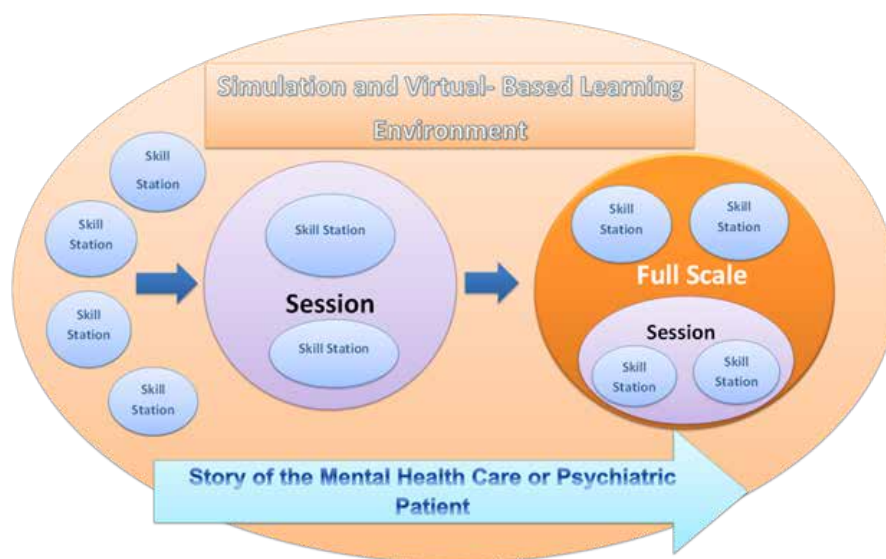 Simulation and Virtual- Based Learning
Environment
Skill
Station
Skill
Station
Skill
Station
Skill
Station
Skill Station
Session
Skill Station
Skill
Station
Skill
Station
Full Scale
Session
Skill
Station
Skill
Station
Story of the Mental Health Care or Psychiatric
Patient